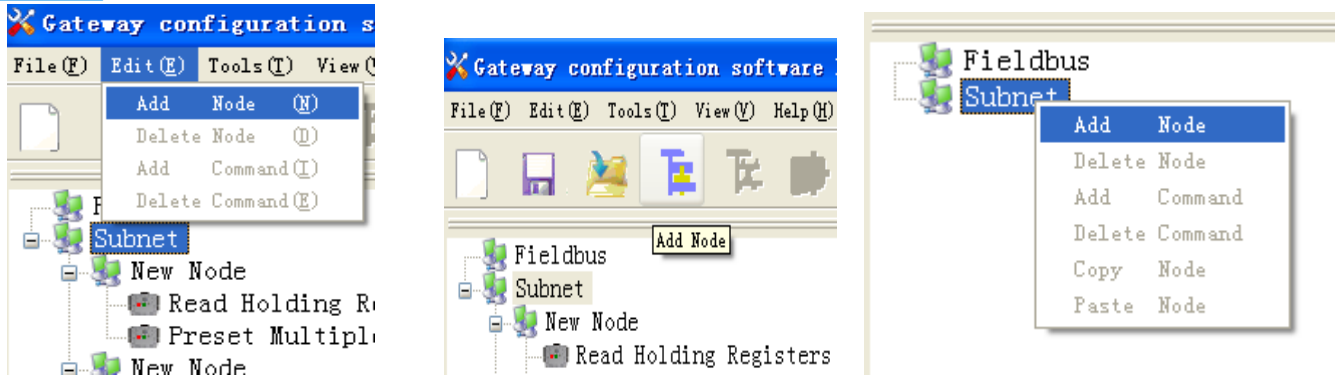 Gateway configuration s
File(F) Edit(E) Tools(T) View(V
Add Node (N)
Delete Node (D)
Add Command(I)
Delete Command(E)
F
Subnet
New Node
Read Holding Re
Preset Multipl
New Node
Gateway configuration software
File(F) Edit(E) Tools(T) View(V) Help(H)
Add Node
Fieldbus
Subnet
New Node
Read Holding Registers
Fieldbus
Subnet
Add Node
Delete Node
Add Command
Delete Command
Copy Node
Paste Node